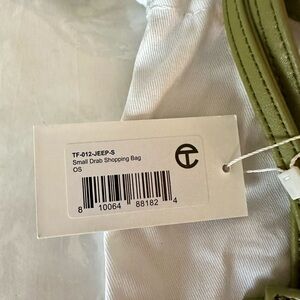 TF-012-JEEP-S
Small Drab Shopping Bag
OS
8 10064 88182 4